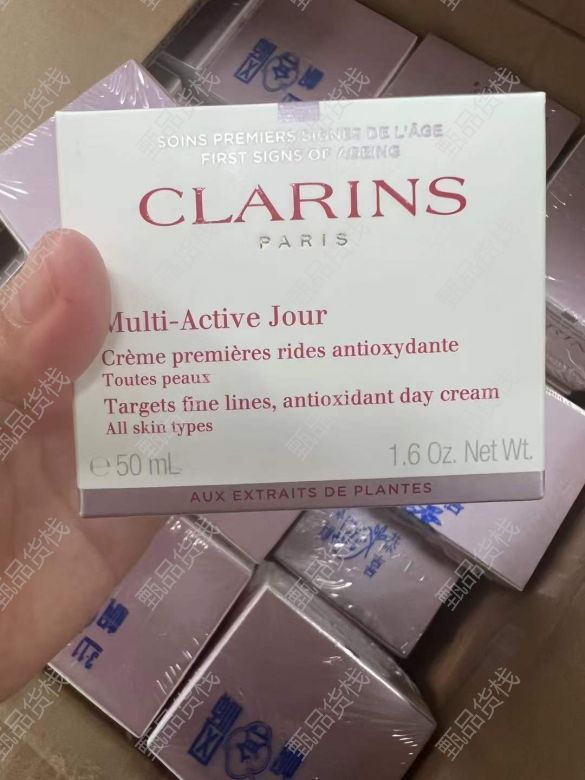 SOINS PREMIERS SIGNES DE L'ÂGE
FIRST SIGNS OF AGEING
CLARINS
PARIS
Multi-Active Jour
Crème premières rides antioxydante
Toutes peaux
Targets fine lines, antioxidant day cream
All skin types
℮ 50 mL
1.6 Oz. Net Wt.
AUX EXTRAITS DE PLANTES
甄品货栈